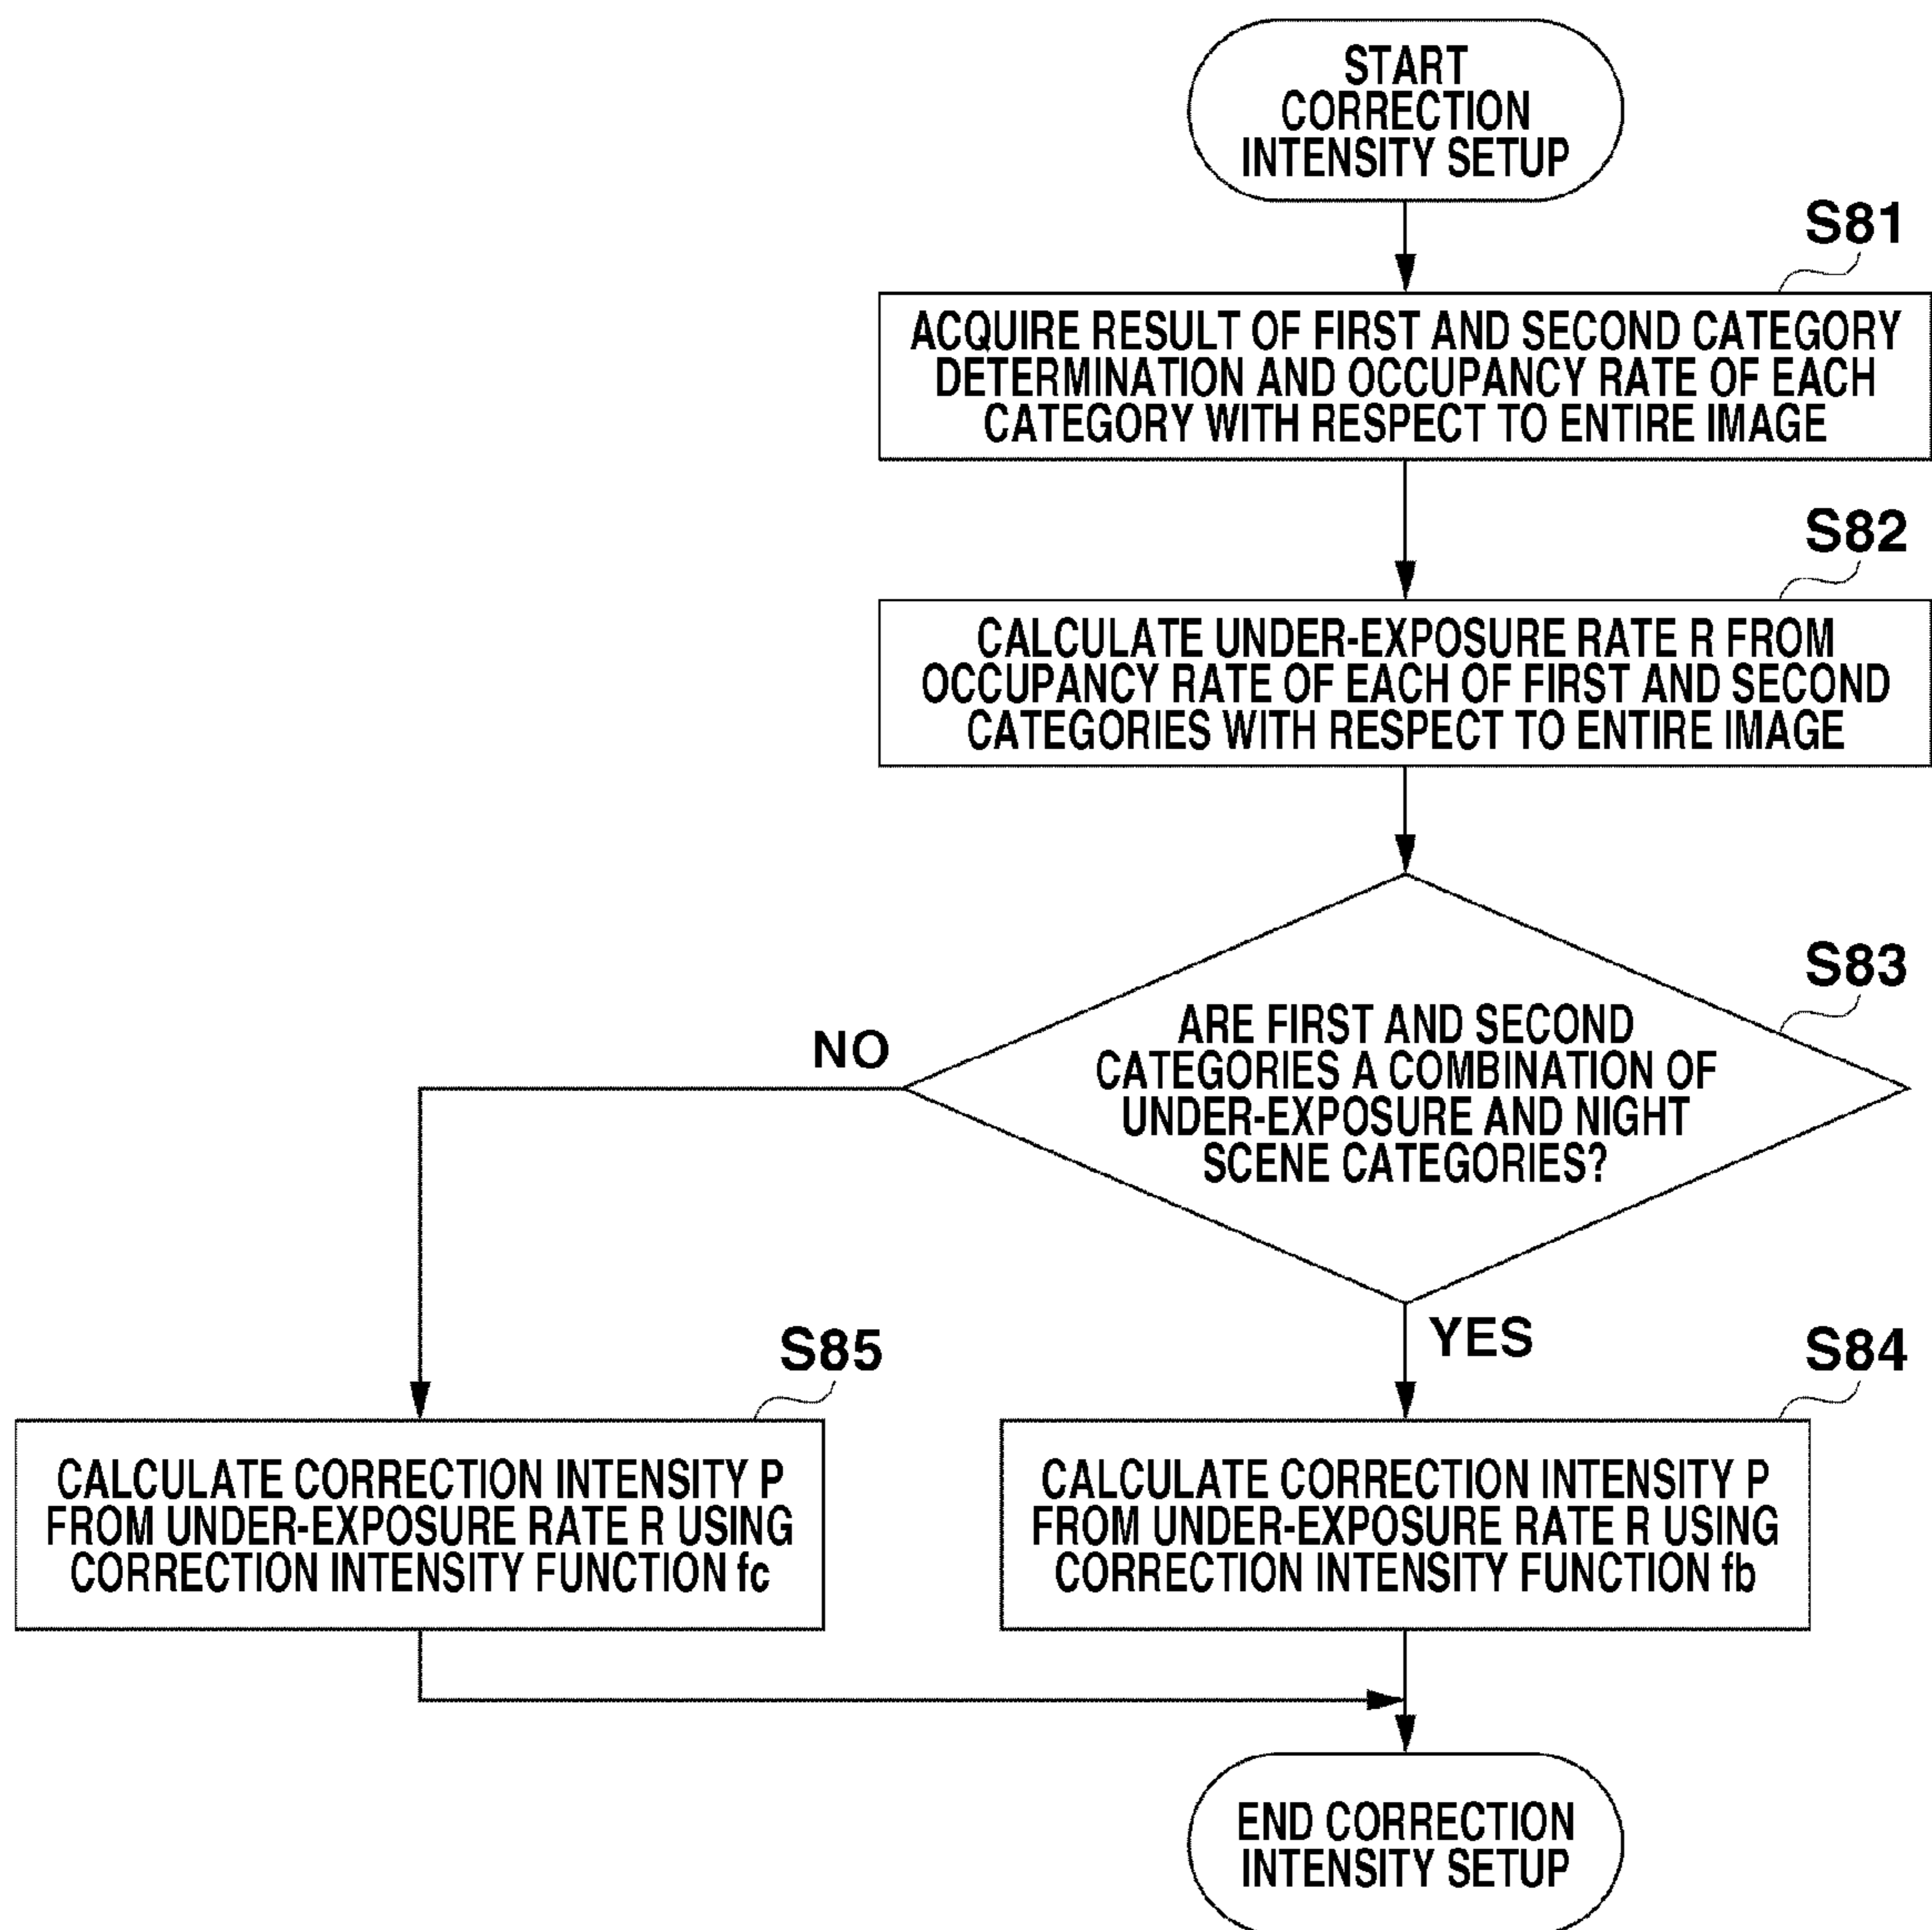 START
CORRECTION
INTENSITY SETUP
S81
ACQUIRE RESULT OF FIRST AND SECOND CATEGORY
DETERMINATION AND OCCUPANCY RATE OF EACH
CATEGORY WITH RESPECT TO ENTIRE IMAGE
S82
CALCULATE UNDER-EXPOSURE RATE R FROM
OCCUPANCY RATE OF EACH OF FIRST AND SECOND
CATEGORIES WITH RESPECT TO ENTIRE IMAGE
S83
ARE FIRST AND SECOND
CATEGORIES A COMBINATION OF
UNDER-EXPOSURE AND NIGHT
SCENE CATEGORIES?
NO
YES
S85
CALCULATE CORRECTION INTENSITY P
FROM UNDER-EXPOSURE RATE R USING
CORRECTION INTENSITY FUNCTION fc
S84
CALCULATE CORRECTION INTENSITY P
FROM UNDER-EXPOSURE RATE R USING
CORRECTION INTENSITY FUNCTION fb
END CORRECTION
INTENSITY SETUP